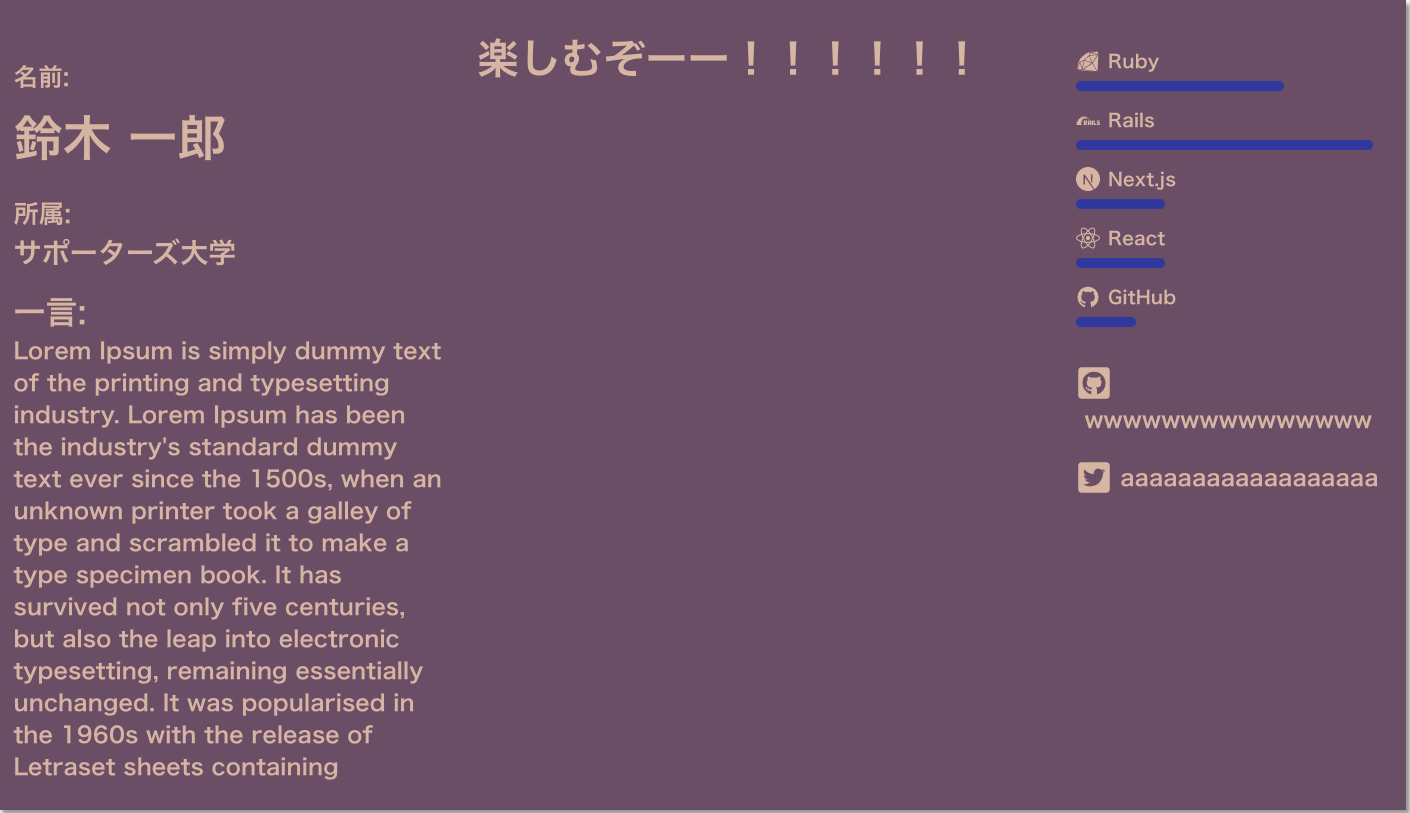 楽しむぞーー！！！！！！
名前:
鈴木 一郎
所属:
サポーターズ大学
一言:
Lorem Ipsum is simply dummy text
of the printing and typesetting
industry. Lorem Ipsum has been
the industry's standard dummy
text ever since the 1500s, when an
unknown printer took a galley of
type and scrambled it to make a
type specimen book. It has
survived not only five centuries,
but also the leap into electronic
typesetting, remaining essentially
unchanged. It was popularised in
the 1960s with the release of
Letraset sheets containing
Ruby
RAILS Rails
N Next.js
React
GitHub
wwwwwwwwwwwwwww
aaaaaaaaaaaaaaaaaa